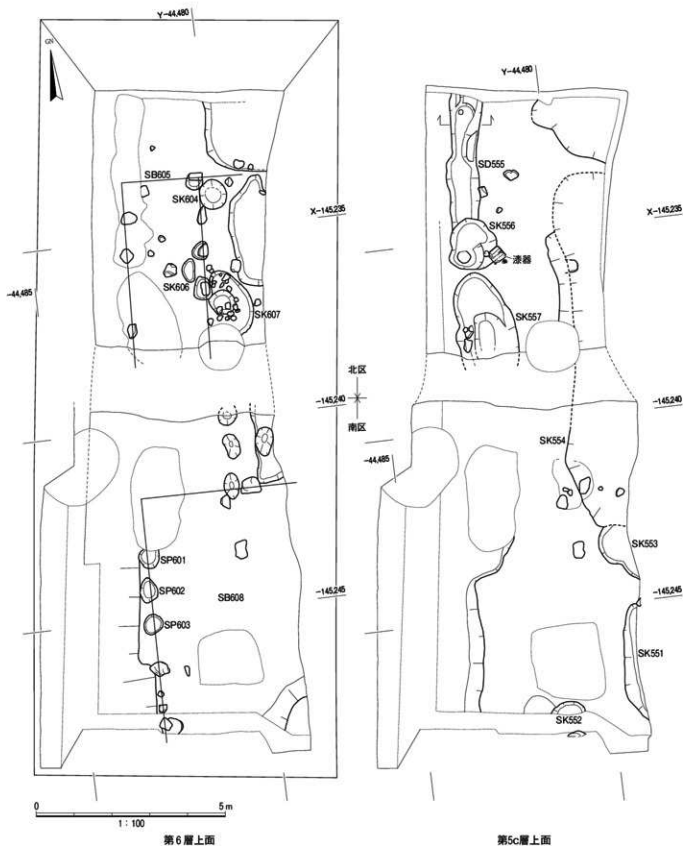 Y-44,480
GN
SB605
SK604
X-145,235
SK606
SK607
-44,485
北区
-145,240
南区
SP601
SP602
SP603
SB608
-145,245
0
5 m
1 : 100
第6層上面
Y-44,480
SD555
SK556
X-145,235
漆器
SK557
-145,240
SK554
-44,485
SK553
-145,245
SK551
SK552
第5c層上面